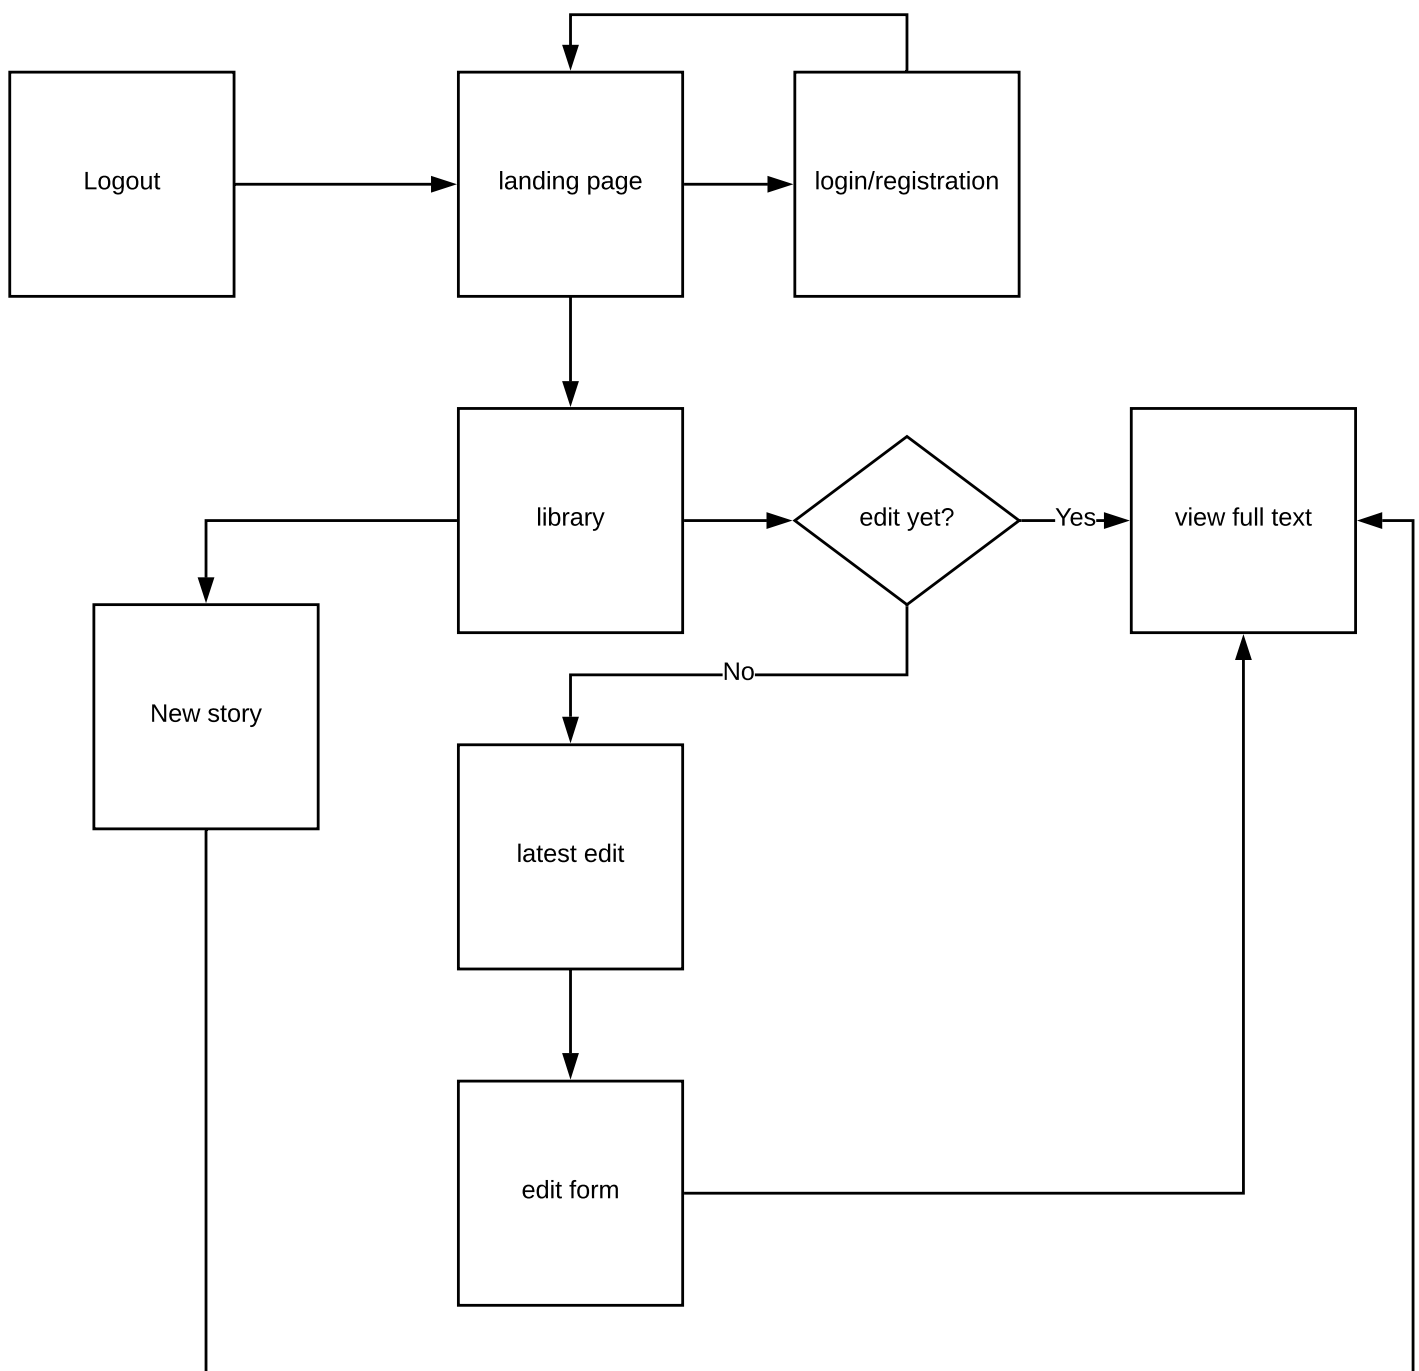 Logout
landing page
login/registration
library
edit yet?
Yes
view full text
No
New story
latest edit
edit form